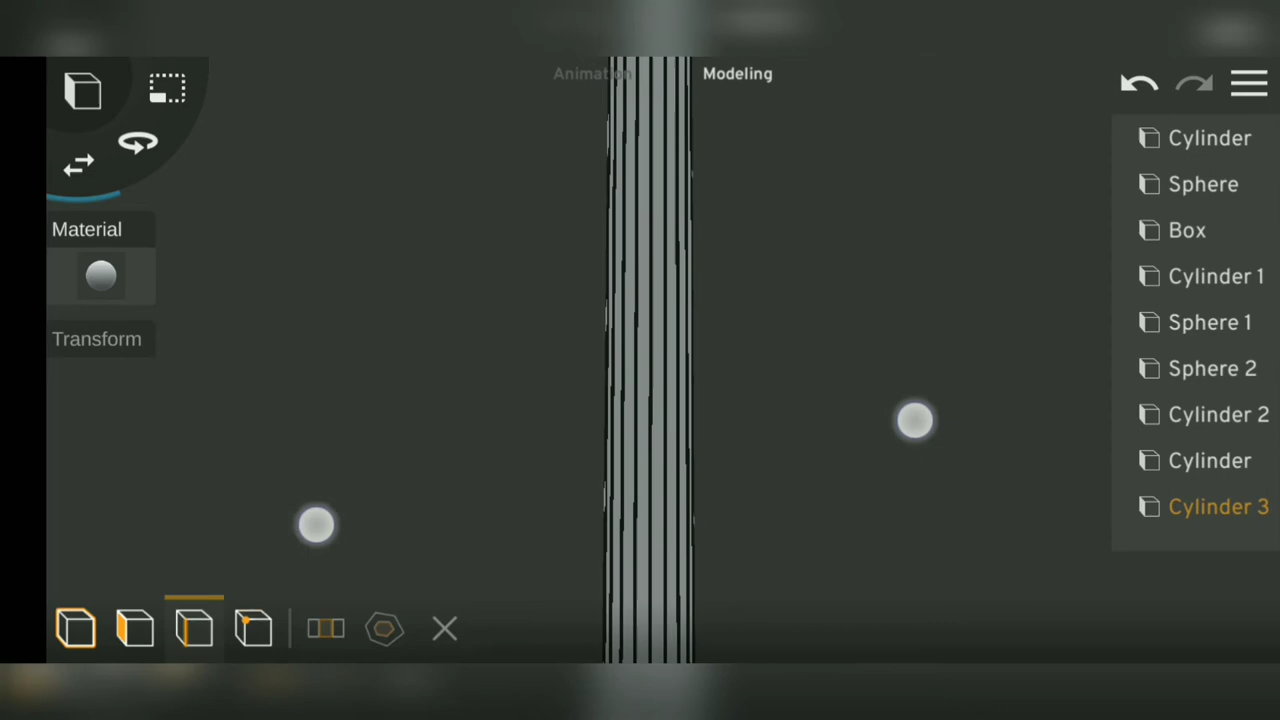 Animation Modeling
Material
Transform
Cylinder
Sphere
Box
Cylinder 1
Sphere 1
Sphere 2
Cylinder 2
Cylinder
Cylinder 3